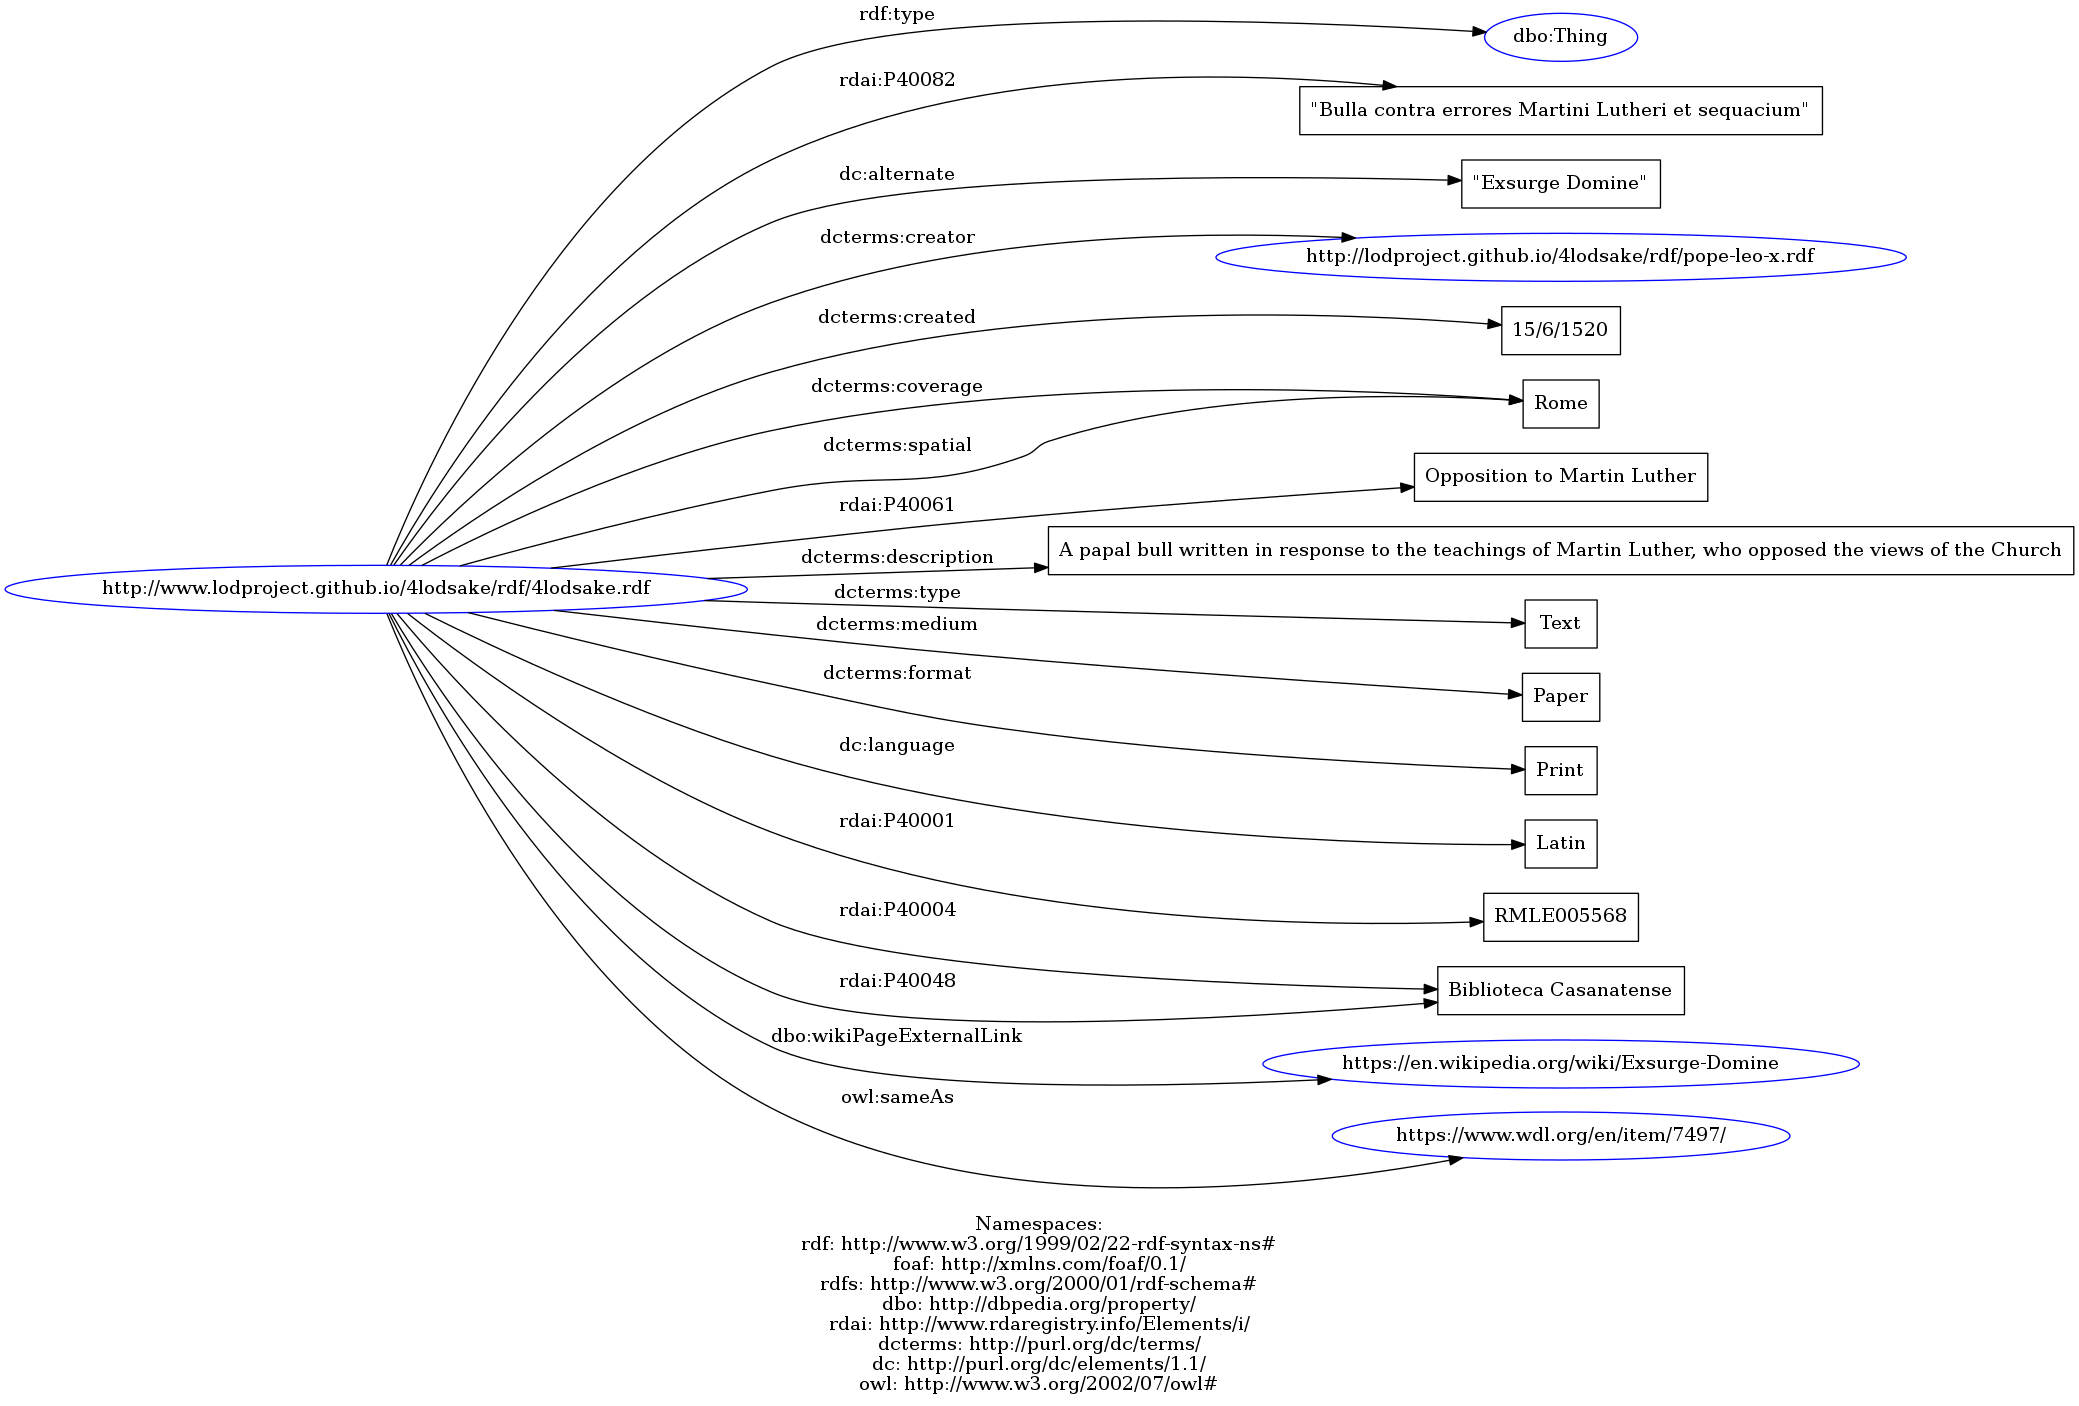 rdf:type
dbo:Thing
rdai:P40082
"Bulla contra errores Martini Lutheri et sequacium"
dc:alternate
"Exsurge Domine"
dcterms:creator
http://lodproject.github.io/4lodsake/rdf/pope-leo-x.rdf
dcterms:created
15/6/1520
dcterms:coverage
Rome
dcterms:spatial
Opposition to Martin Luther
rdai:P40061
A papal bull written in response to the teachings of Martin Luther, who opposed the views of the Church
dcterms:description
http://www.lodproject.github.io/4lodsake/rdf/4lodsake.rdf
dcterms:type
Text
dcterms:medium
Paper
dcterms:format
Print
dc:language
Latin
rdai:P40001
RMLE005568
rdai:P40004
Biblioteca Casanatense
rdai:P40048
dbo:wikiPageExternalLink
https://en.wikipedia.org/wiki/Exsurge-Domine
owl:sameAs
https://www.wdl.org/en/item/7497/
Namespaces:
rdf: http://www.w3.org/1999/02/22-rdf-syntax-ns#
foaf: http://xmlns.com/foaf/0.1/
rdfs: http://www.w3.org/2000/01/rdf-schema#
dbo: http://dbpedia.org/property/
rdai: http://www.rdaregistry.info/Elements/i/
dcterms: http://purl.org/dc/terms/
dc: http://purl.org/dc/elements/1.1/
owl: http://www.w3.org/2002/07/owl#